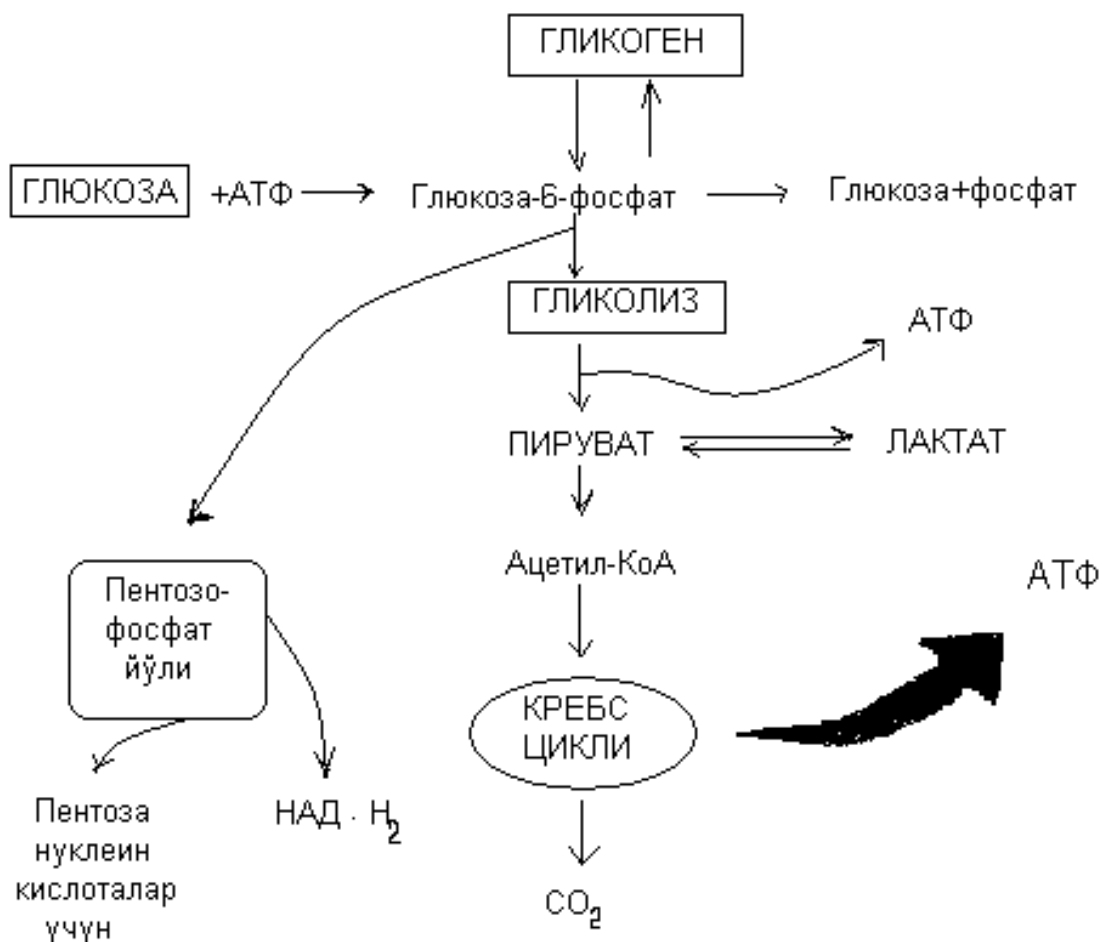 ГЛИКОГЕН
ГЛЮКОЗА +АТФ Глюкоза-6-фосфат Глюкоза+фосфат
ГЛИКОЛИЗ
АТФ
ПИРУВАТ ЛАКТАТ
Ацетил-КоА
АТФ
Пентозо-
фосфат
йўли
КРЕБС
ЦИКЛИ
Пентоза
нуклеин
кислоталар
учун
НАД · Н₂
СО₂